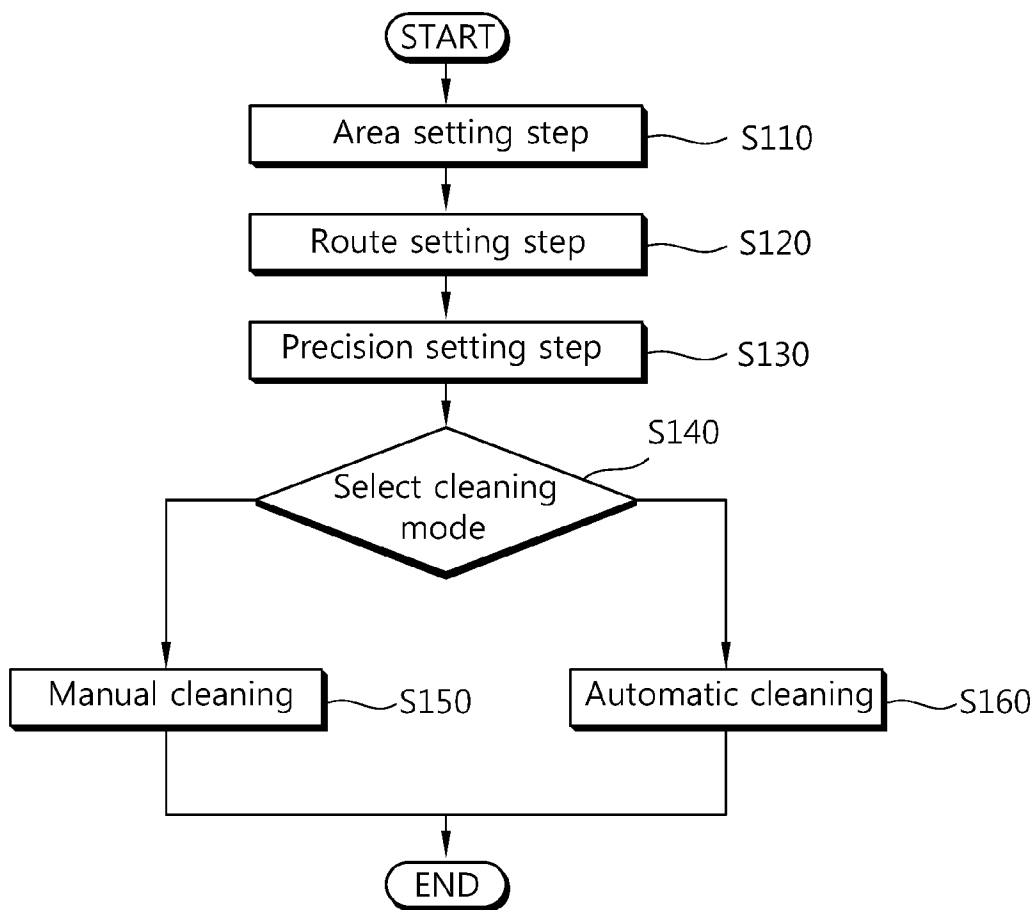 START
Area setting step
S110
Route setting step
S120
Precision setting step
S130
S140
Select cleaning
mode
Manual cleaning
S150
Automatic cleaning
S160
END